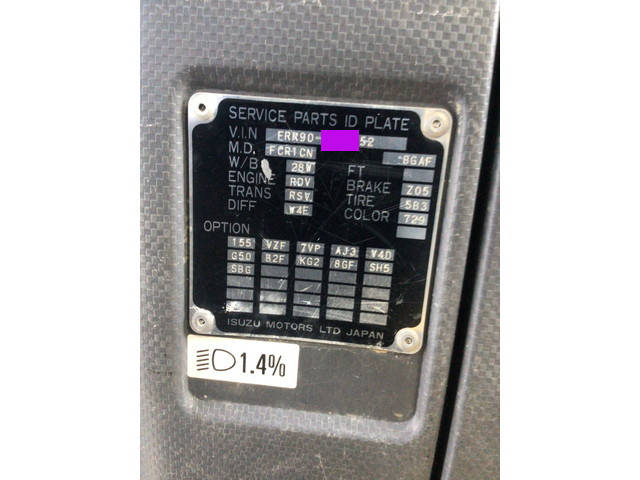 SERVICE PARTS ID PLATE
V.I.N ERR90- 52
M.D. FCR1CN -8GAF
W/B 28W FT
ENGINE RDV BRAKE Z05
TRANS RSV TIRE 5B3
DIFF W4E COLOR 729
OPTION
155 VZF 7VP AJ3 V4D
G50 B2F KG2 8GF SH5
SBG
ISUZU MOTORS LTD JAPAN
1.4%